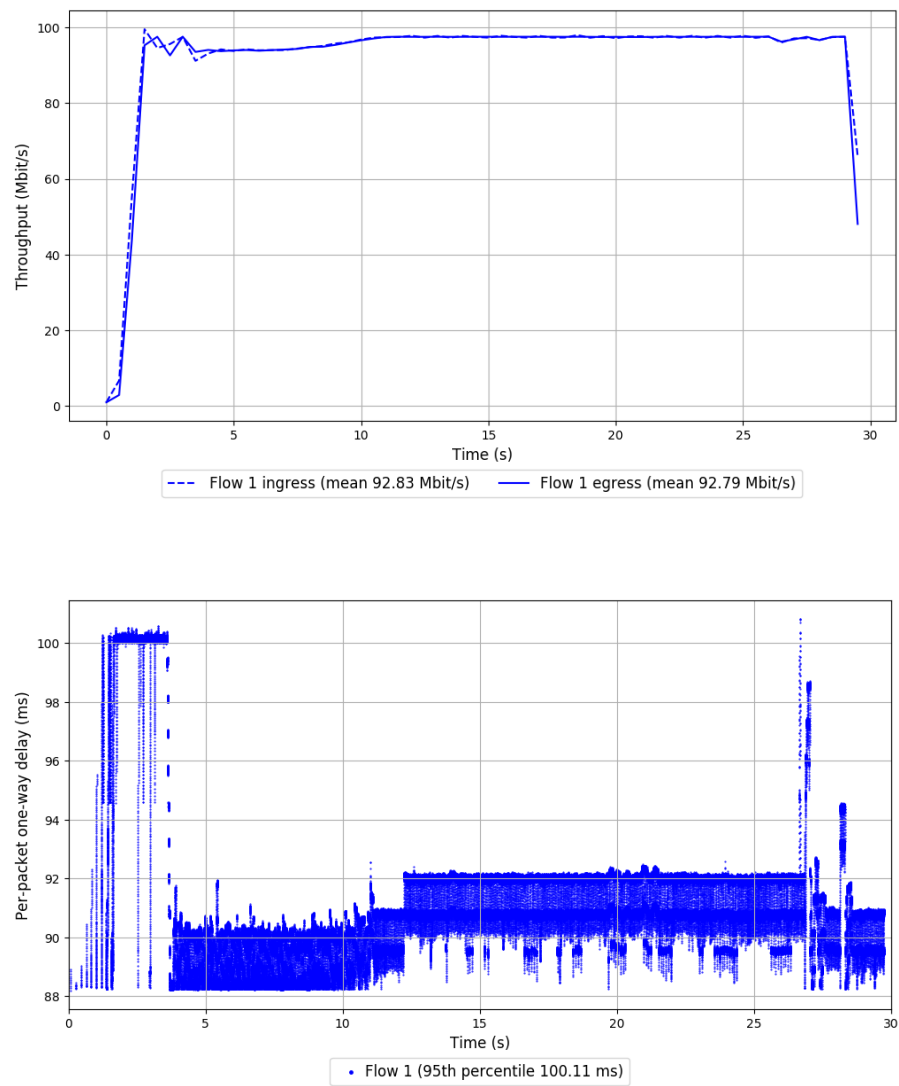 100
80
60
40
20
0
Throughput (Mbit/s)
0 5 10 15 20 25 30
Time (s)
Flow 1 ingress (mean 92.83 Mbit/s) Flow 1 egress (mean 92.79 Mbit/s)
100
98
96
94
92
90
88
Per-packet one-way delay (ms)
0 5 10 15 20 25 30
Time (s)
Flow 1 (95th percentile 100.11 ms)